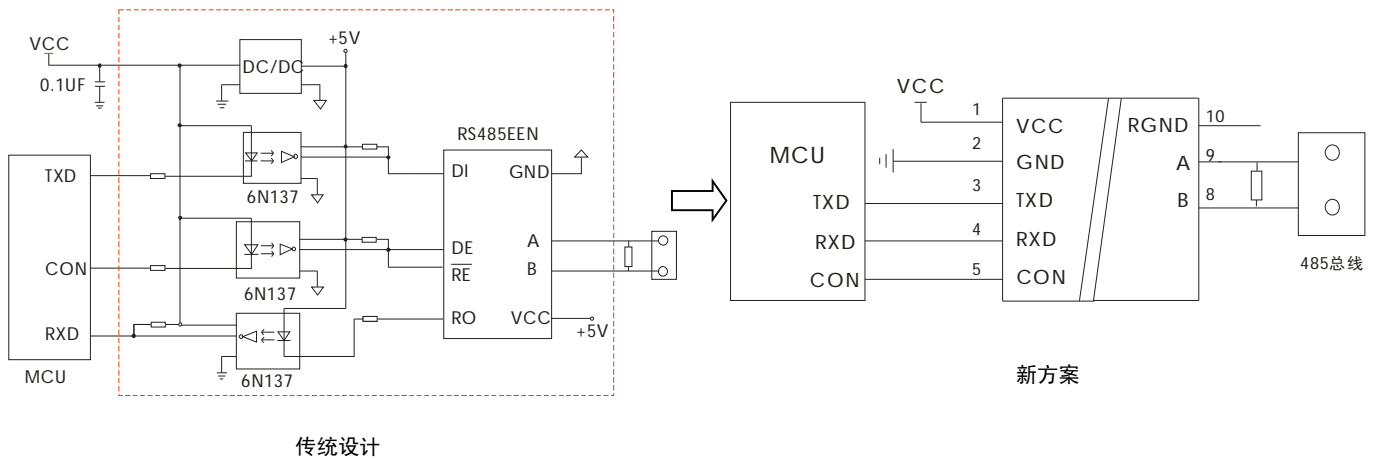 VCC
0.1UF
DC/DC
+5V
RS485EEN
MCU
TXD
CON
RXD
6N137
6N137
6N137
DI
DE
RE
RO
GND
A
B
VCC
+5V
传统设计
MCU
TXD
RXD
CON
VCC
1
2
3
4
5
VCC
GND
TXD
RXD
CON
RGND
A
B
10
9
8
485总线
新方案